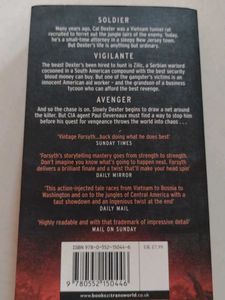 SOLDIER
Many years ago, Cal Dexter was a Vietnam tunnel rat
recruited to ferret out the jungle lairs of the enemy. Today,
he's a small-time attorney in a sleepy New Jersey town.
But Dexter's life is anything but ordinary.
VIGILANTE
The beast Dexter's been hired to hunt is Zilic, a Serbian warlord
cocooned in a South American compound with the best security
blood money can buy. But one of the gangster's victims is an
innocent American aid worker – and the grandson of a business
tycoon who can afford the best revenge.
AVENGER
And so the chase is on. Slowly Dexter begins to draw a net around
the killer. But CIA agent Paul Devereaux must find a way to stop him
before his quest for vengeance throws the world into chaos . . .
'Vintage Forsyth...back doing what he does best'
SUNDAY TIMES
'Forsyth's storytelling mastery goes from strength to strength.
Don't imagine you know what's going to happen next. Forsyth
delivers a brilliant finale and a twist that'll make your head spin'
DAILY MIRROR
'This action-injected tale races from Vietnam to Bosnia to
Washington and on to the jungles of Central America with a
taut showdown and an ingenious twist at the end'
DAILY MAIL
'Highly readable and with that trademark of impressive detail'
MAIL ON SUNDAY
ISBN 978-0-552-15044-6
UK £7.99
9 780552 150446
www.booksattransworld.co.uk